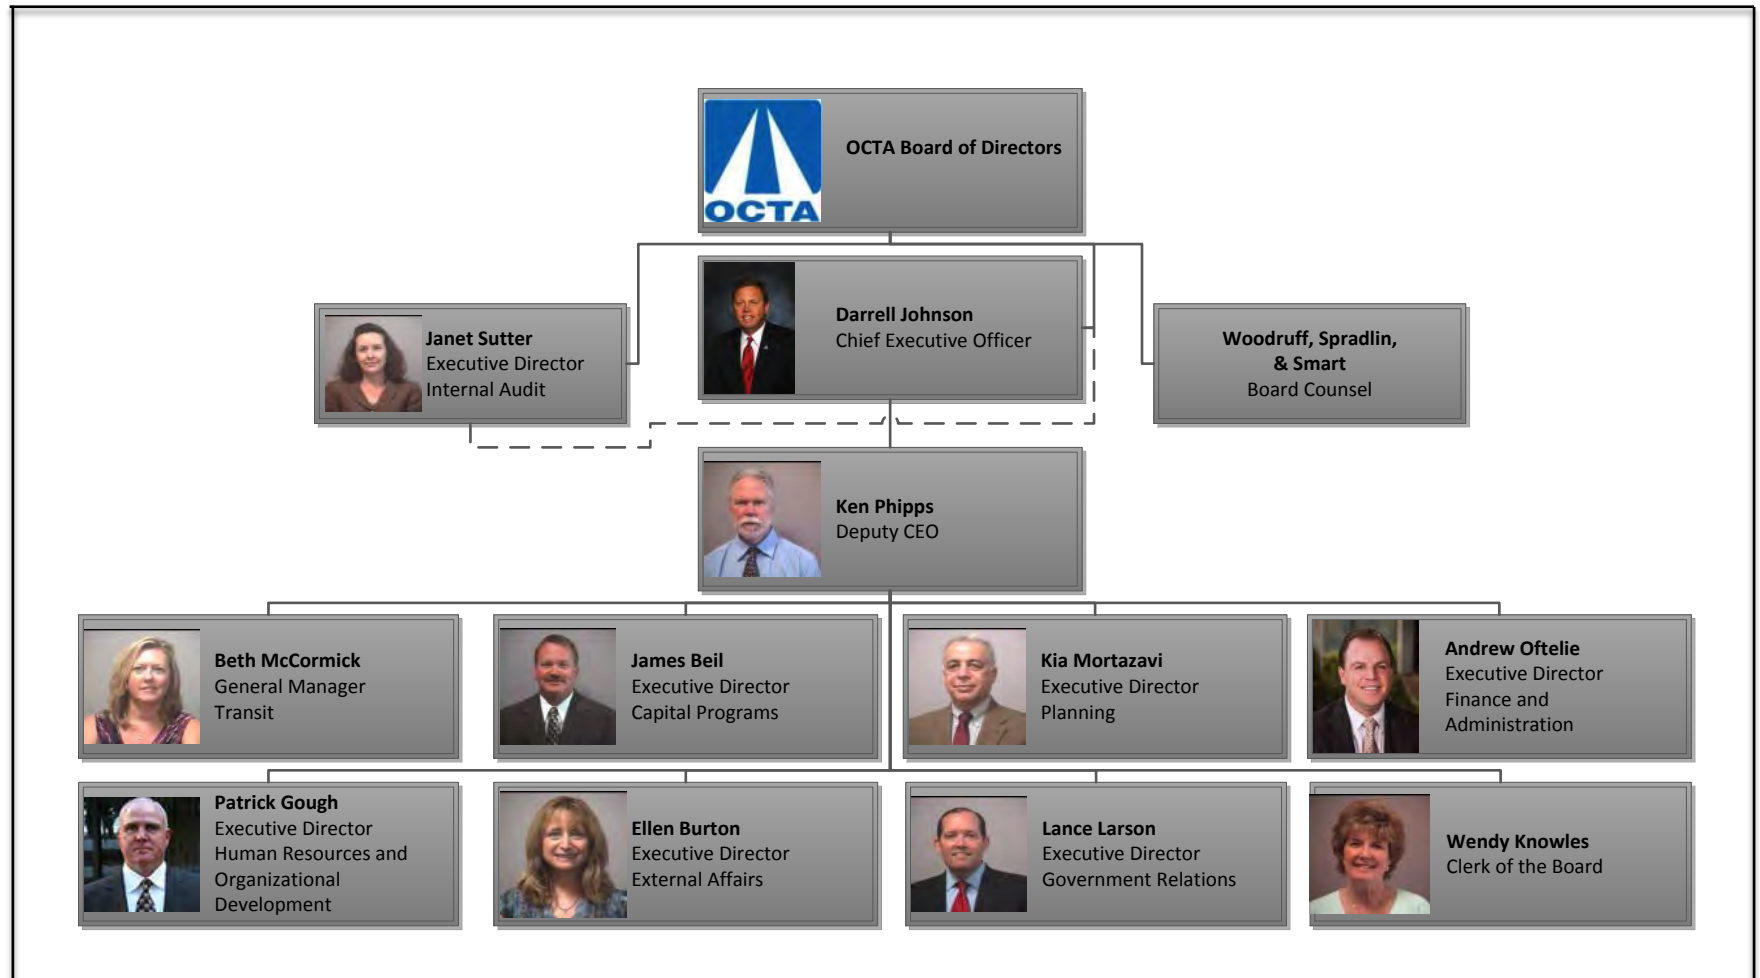 OCTA
OCTA Board of Directors
Darrell Johnson
Chief Executive Officer
Janet Sutter
Executive Director
Internal Audit
Woodruff, Spradlin,
& Smart
Board Counsel
Ken Phipps
Deputy CEO
Beth McCormick
General Manager
Transit
James Beil
Executive Director
Capital Programs
Kia Mortazavi
Executive Director
Planning
Andrew Oftelie
Executive Director
Finance and
Administration
Patrick Gough
Executive Director
Human Resources and
Organizational
Development
Ellen Burton
Executive Director
External Affairs
Lance Larson
Executive Director
Government Relations
Wendy Knowles
Clerk of the Board